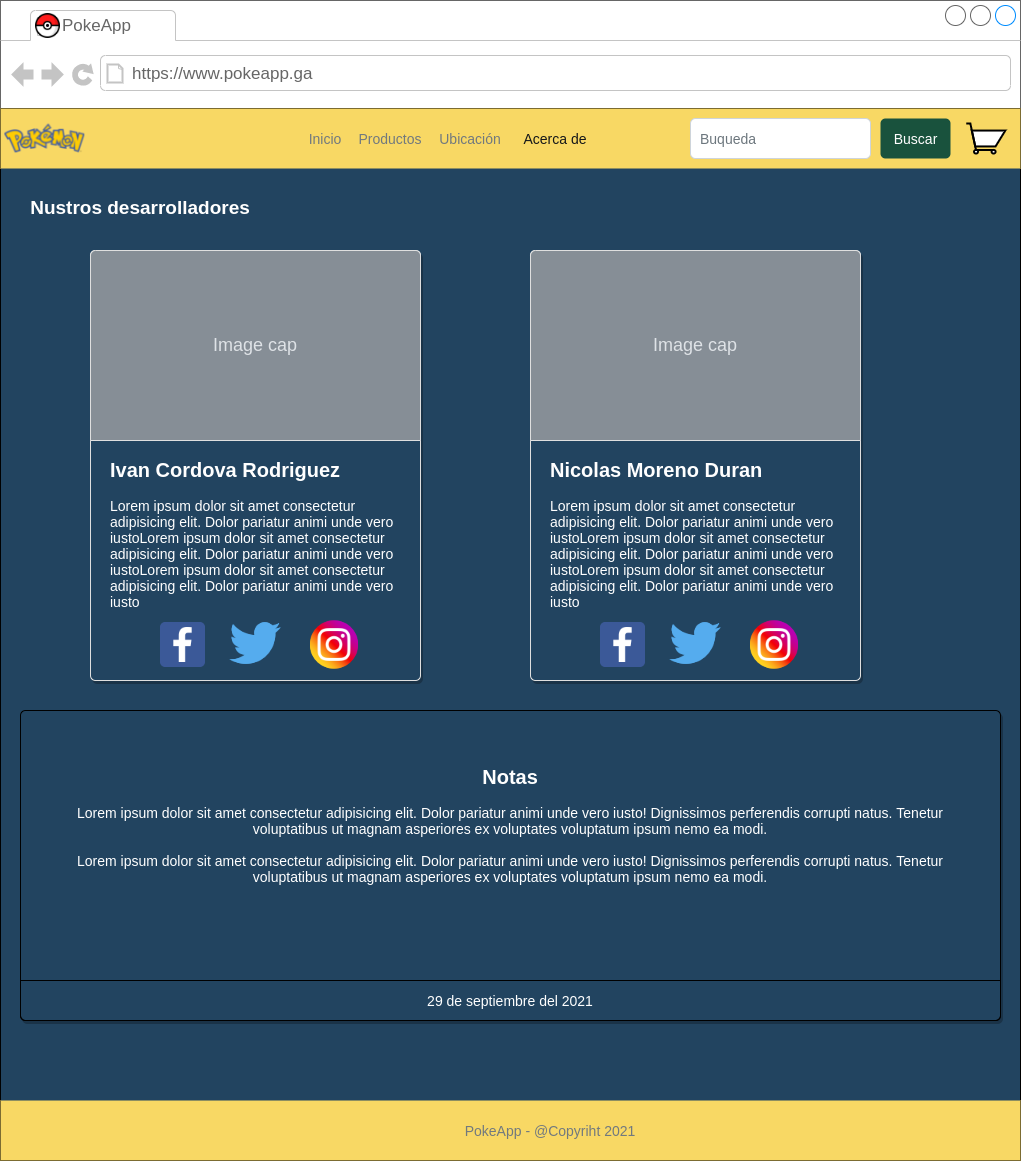 PokeApp
https://www.pokeapp.ga
POKéMON
Inicio Productos Ubicación Acerca de Buqueda Buscar
Nustros desarrolladores
Image cap
Ivan Cordova Rodriguez
Lorem ipsum dolor sit amet consectetur
adipisicing elit. Dolor pariatur animi unde vero
iustoLorem ipsum dolor sit amet consectetur
adipisicing elit. Dolor pariatur animi unde vero
iustoLorem ipsum dolor sit amet consectetur
adipisicing elit. Dolor pariatur animi unde vero
iusto
Image cap
Nicolas Moreno Duran
Lorem ipsum dolor sit amet consectetur
adipisicing elit. Dolor pariatur animi unde vero
iustoLorem ipsum dolor sit amet consectetur
adipisicing elit. Dolor pariatur animi unde vero
iustoLorem ipsum dolor sit amet consectetur
adipisicing elit. Dolor pariatur animi unde vero
iusto
Notas
Lorem ipsum dolor sit amet consectetur adipisicing elit. Dolor pariatur animi unde vero iusto! Dignissimos perferendis corrupti natus. Tenetur
voluptatibus ut magnam asperiores ex voluptates voluptatum ipsum nemo ea modi.
Lorem ipsum dolor sit amet consectetur adipisicing elit. Dolor pariatur animi unde vero iusto! Dignissimos perferendis corrupti natus. Tenetur
voluptatibus ut magnam asperiores ex voluptates voluptatum ipsum nemo ea modi.
29 de septiembre del 2021
PokeApp - @Copyriht 2021